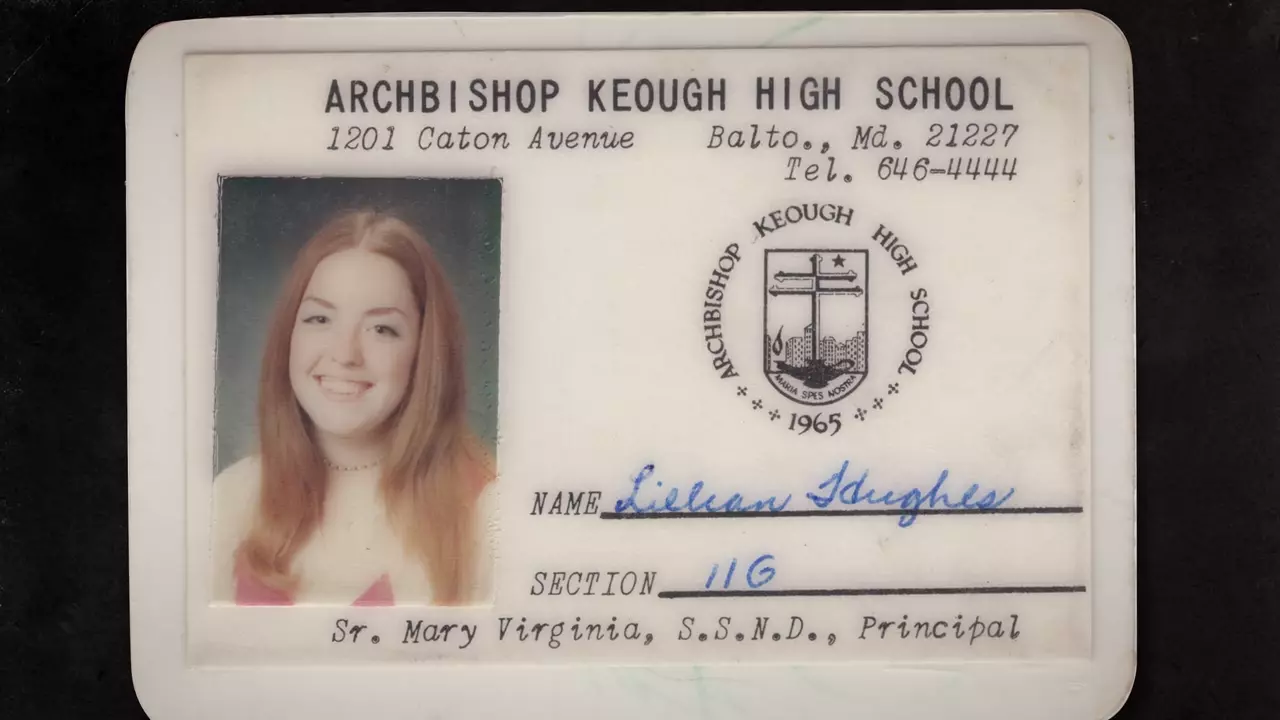 ARCHBISHOP KEOUGH HIGH SCHOOL
1201 Caton Avenue Balto., Md. 21227
Tel. 646-4444
ARCHBISHOP KEOUGH HIGH SCHOOL
MARIA SPES NOSTRA
1965
NAME Lillian Hughes
SECTION 11G
Sr. Mary Virginia, S.S.N.D., Principal